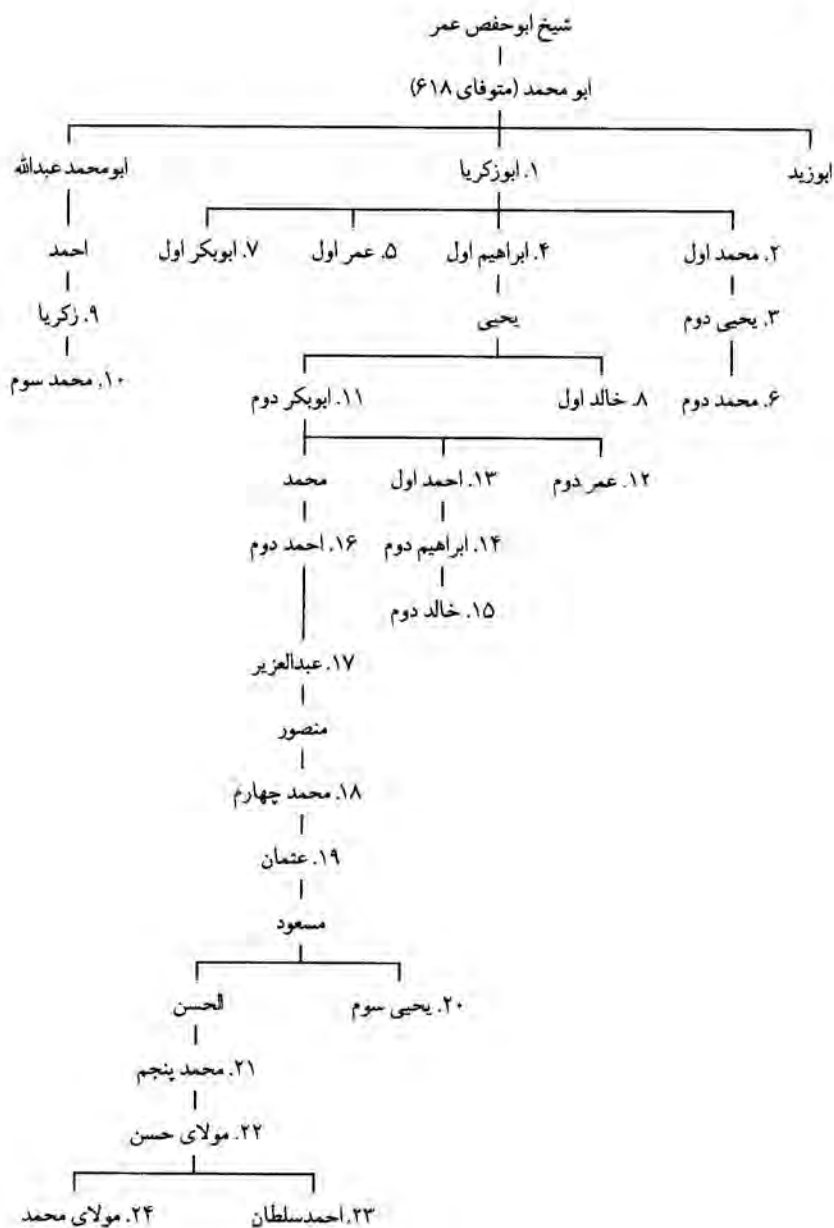 شیخ ابوحفص عمر
ابو محمد (متوفای ۶۱۸)
ابوزید ۱. ابوزکریا ابومحمد عبدالله
۲. محمد اول ۴. ابراهیم اول ۵. عمر اول ۷. ابوبکر اول احمد
۳. یحیی دوم یحیی ۹. زکریا
۶. محمد دوم ۸. خالد اول ۱۱. ابوبکر دوم ۱۰. محمد سوم
۱۲. عمر دوم ۱۳. احمد اول محمد
۱۴. ابراهیم دوم ۱۶. احمد دوم
۱۵. خالد دوم
۱۷. عبدالعزیر
منصور
۱۸. محمد چهارم
۱۹. عثمان
مسعود
۲۰. یحیی سوم الحسن
۲۱. محمد پنجم
۲۲. مولای حسن
۲۳. احمدسلطان ۲۴. مولای محمد